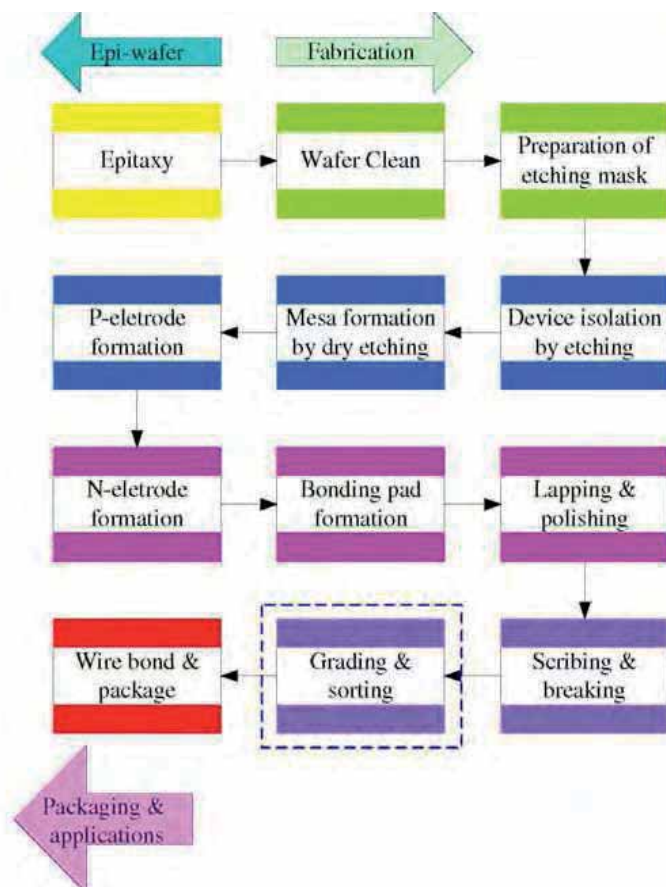 Epi-wafer
Fabrication
Epitaxy
Wafer Clean
Preparation of
etching mask
P-eletrode
formation
Mesa formation
by dry etching
Device isolation
by etching
N-eletrode
formation
Bonding pad
formation
Lapping &
polishing
Wire bond &
package
Grading &
sorting
Scribing &
breaking
Packaging &
applications